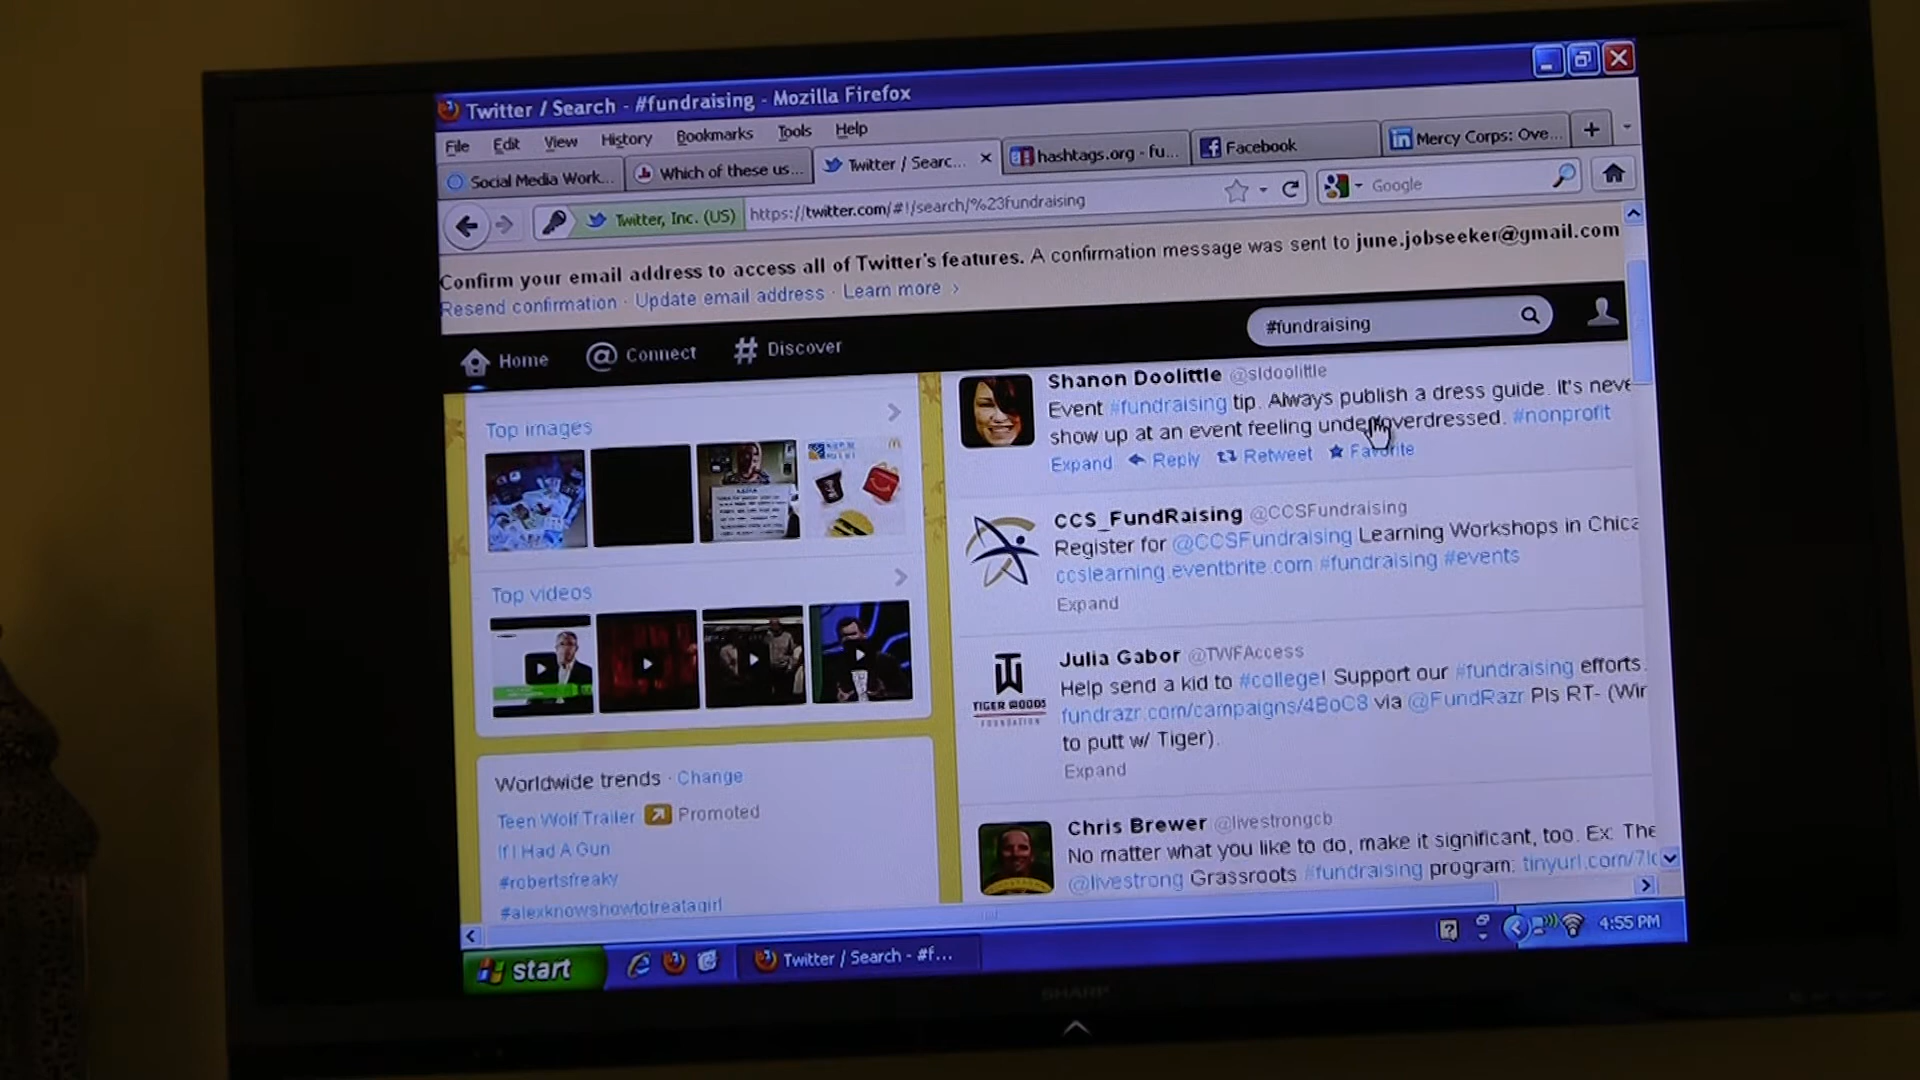 Twitter / Search - #fundraising - Mozilla Firefox
File Edit View History Bookmarks Tools Help
Social Media Work... Which of these us... Twitter / Searc... hashtags.org - fu... Facebook Mercy Corps: Ove...
Twitter, Inc. (US) https://twitter.com/#!/search/%23fundraising Google
Confirm your email address to access all of Twitter's features. A confirmation message was sent to june.jobseeker@gmail.com
Resend confirmation · Update email address · Learn more ›
Home @ Connect # Discover #fundraising
Top images
Top videos
Worldwide trends · Change
Teen Wolf Trailer Promoted
If I Had A Gun
#robertsfreaky
#alexknowshowtotreatagirl
Shanon Doolittle @sldoolittle
Event #fundraising tip. Always publish a dress guide. It's neve
show up at an event feeling under/overdressed. #nonprofit
Expand Reply Retweet Favorite
CCS_FundRaising @CCSFundraising
Register for @CCSFundraising Learning Workshops in Chica
ccslearning.eventbrite.com #fundraising #events
Expand
TIGER WOODS
FOUNDATION
Julia Gabor @TWFAccess
Help send a kid to #college! Support our #fundraising efforts.
fundrazr.com/campaigns/4BoC8 via @FundRazr Pls RT- (Win
to putt w/ Tiger).
Expand
Chris Brewer @livestrongcb
No matter what you like to do, make it significant, too. Ex: The
@livestrong Grassroots #fundraising program: tinyurl.com/7l
start Twitter / Search - #f... 4:55 PM
SHARP